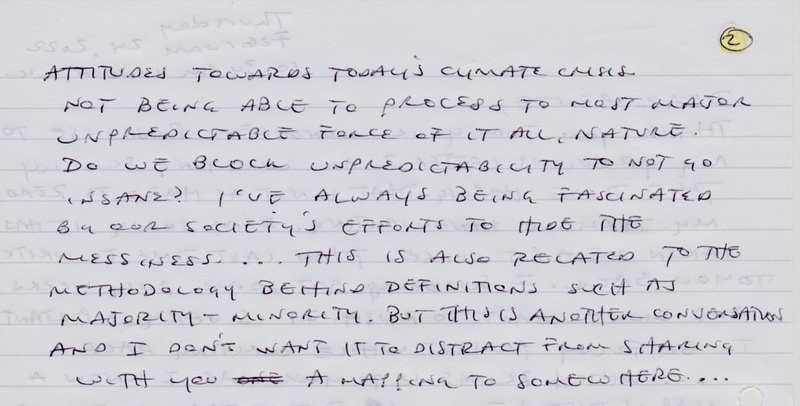 2
ATTITUDES TOWARDS TODAY'S CLIMATE CRISIS
NOT BEING ABLE TO PROCESS TO MOST MAJOR
UNPREDICTABLE FORCE OF IT ALL, NATURE.
DO WE BLOCK UNPREDICTABILITY TO NOT GO
INSANE? I'VE ALWAYS BEING FASCINATED
BY OUR SOCIETY'S EFFORTS TO HIDE THE
MESSINESS.... THIS IS ALSO RELATED TO THE
METHODOLOGY BEHIND DEFINITIONS SUCH AS
MAJORITY - MINORITY. BUT THIS IS ANOTHER CONVERSATION
AND I DON'T WANT IT TO DISTRACT FROM SHARING
WITH YOU A MAPPING TO SOMEWHERE....